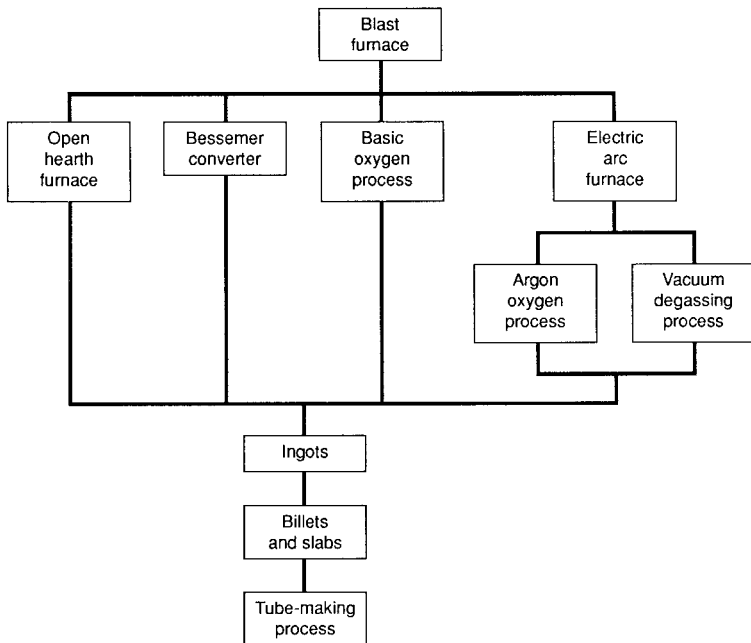 Blast
furnace
Open
hearth
furnace
Bessemer
converter
Basic
oxygen
process
Electric
arc
furnace
Argon
oxygen
process
Vacuum
degassing
process
Ingots
Billets
and slabs
Tube-making
process